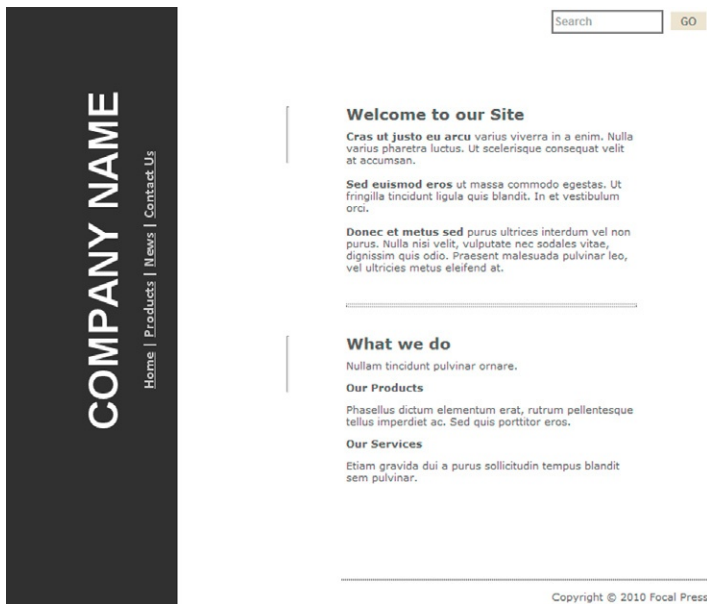 COMPANY NAME
Home | Products | News | Contact Us
Search
GO
Welcome to our Site
Cras ut justo eu arcu varius viverra in a enim. Nulla
varius pharetra luctus. Ut scelerisque consequat velit
at accumsan.
Sed euismod eros ut massa commodo egestas. Ut
fringilla tincidunt ligula quis blandit. In et vestibulum
orci.
Donec et metus sed purus ultrices interdum vel non
purus. Nulla nisi velit, vulputate nec sodales vitae,
dignissim quis odio. Praesent malesuada pulvinar leo,
vel ultricies metus eleifend at.
What we do
Nullam tincidunt pulvinar ornare.
Our Products
Phasellus dictum elementum erat, rutrum pellentesque
tellus imperdiet ac. Sed quis porttitor eros.
Our Services
Etiam gravida dui a purus sollicitudin tempus blandit
sem pulvinar.
Copyright © 2010 Focal Press